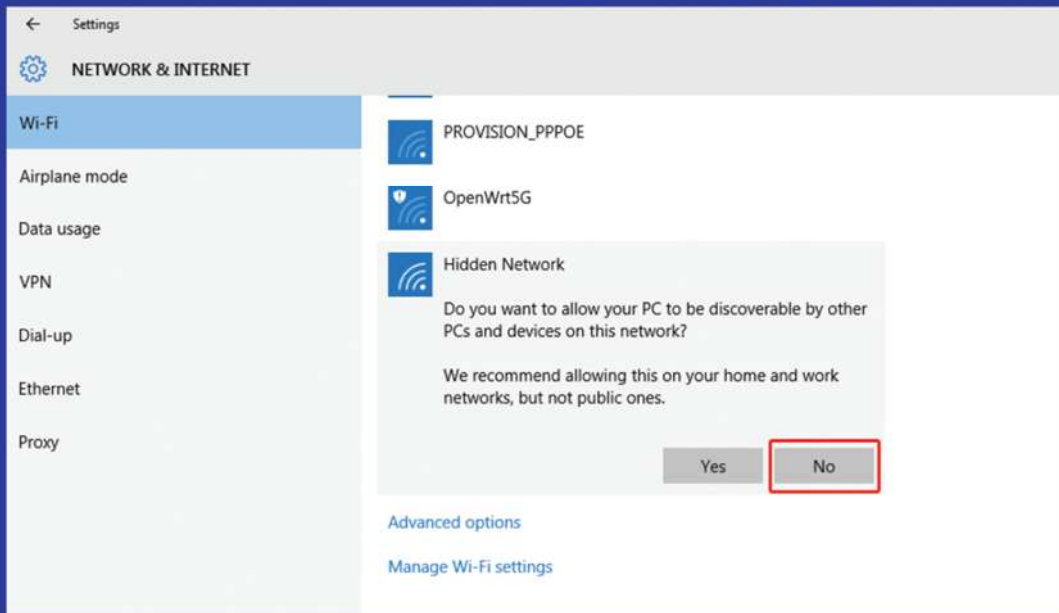 Settings
NETWORK & INTERNET
Wi-Fi
Airplane mode
Data usage
VPN
Dial-up
Ethernet
Proxy
PROVISION_PPPOE
OpenWrt5G
Hidden Network
Do you want to allow your PC to be discoverable by other
PCs and devices on this network?
We recommend allowing this on your home and work
networks, but not public ones.
Yes
No
Advanced options
Manage Wi-Fi settings